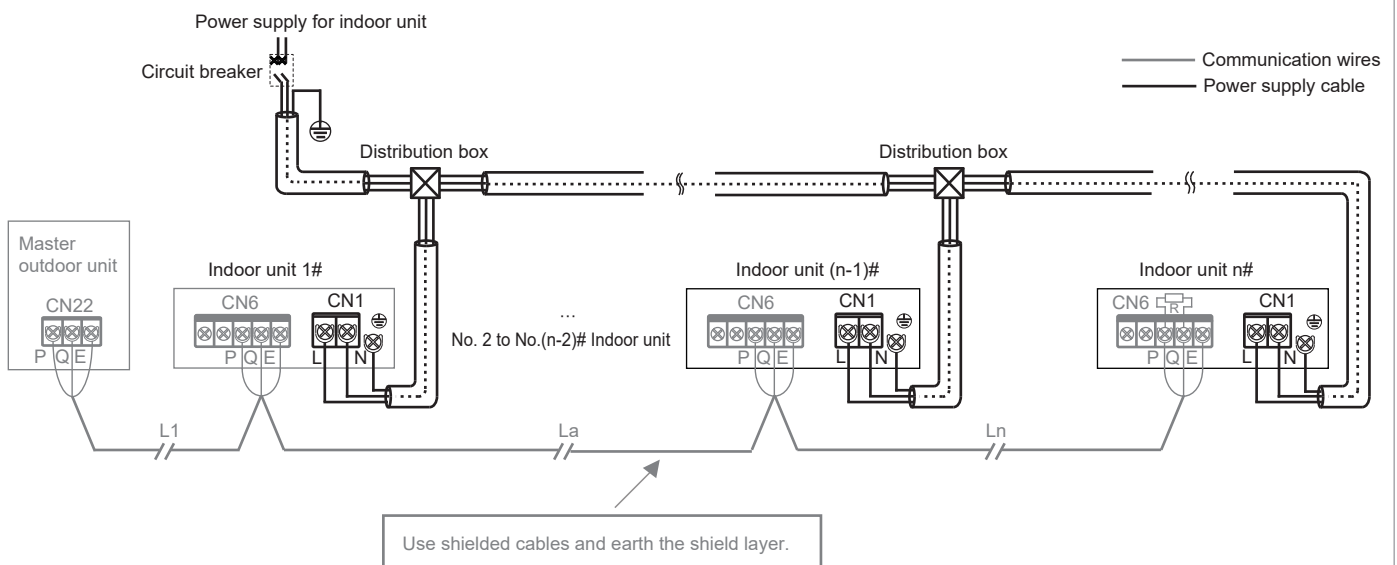 Power supply for indoor unit
Circuit breaker
Communication wires
Power supply cable
Distribution box
Distribution box
Master
outdoor unit
CN22
P Q E
Indoor unit 1#
CN6
CN1
P Q E
L N
...
No. 2 to No.(n-2)# Indoor unit
Indoor unit (n-1)#
CN6
CN1
P Q E
L N
Indoor unit n#
CN6
R
CN1
P Q E
L N
L1
La
Ln
Use shielded cables and earth the shield layer.